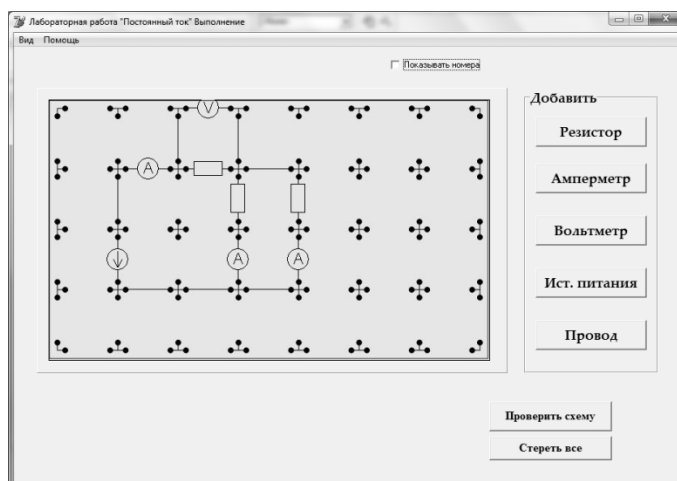 Лабораторная работа "Постоянный ток" Выполнение
Вид Помощь
Показывать номера
Добавить
Резистор
Амперметр
Вольтметр
Ист. питания
Провод
V
A
A
A
Проверить схему
Стереть все